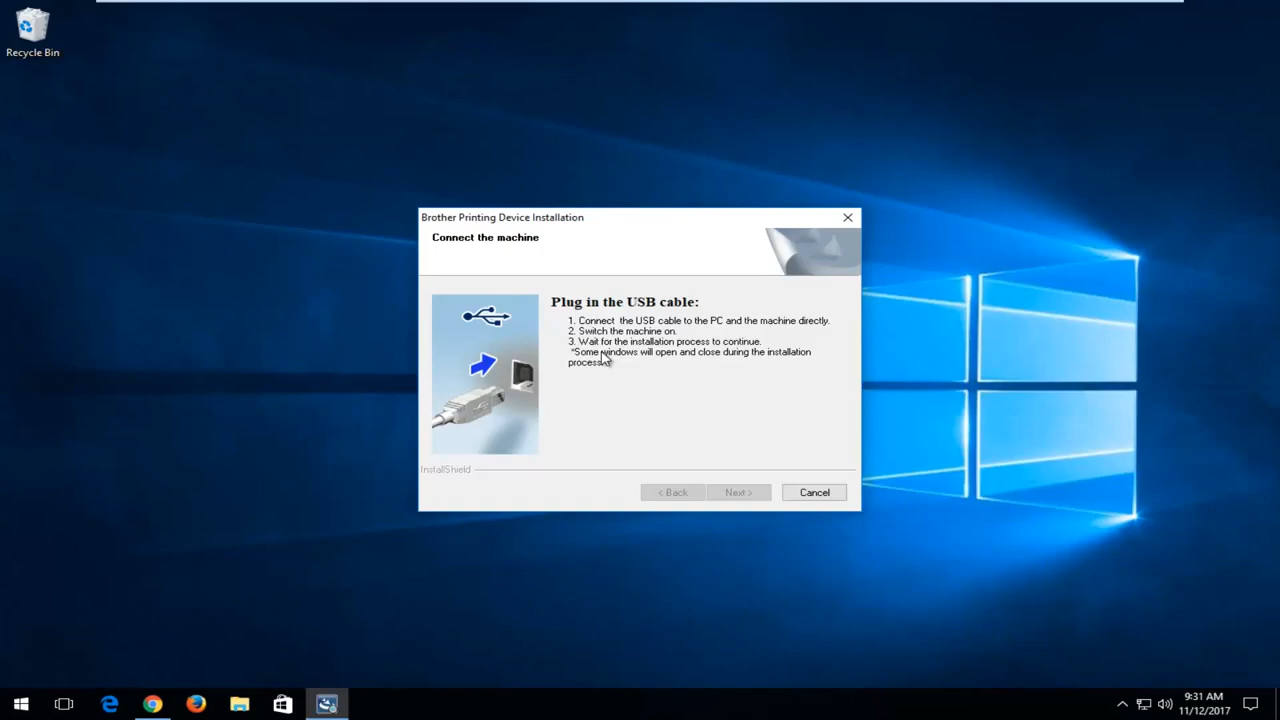 Recycle Bin
Brother Printing Device Installation
Connect the machine
Plug in the USB cable:
1. Connect the USB cable to the PC and the machine directly.
2. Switch the machine on.
3. Wait for the installation process to continue.
*Some windows will open and close during the installation
process.
InstallShield
< Back
Next >
Cancel
9:31 AM
11/12/2017